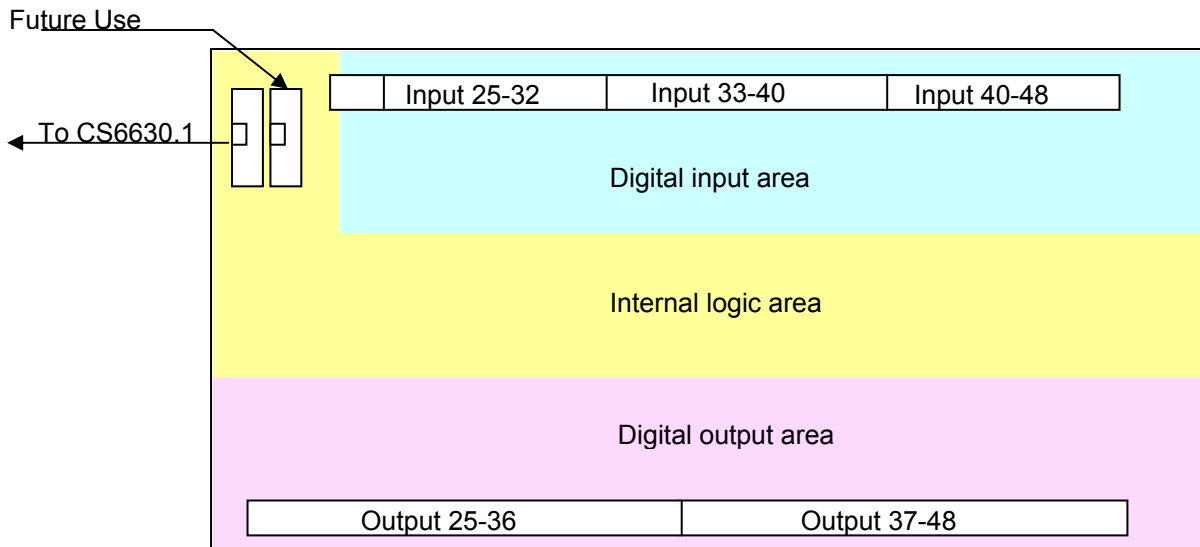 Future Use
Input 25-32
Input 33-40
Input 40-48
To CS6630.1
Digital input area
Internal logic area
Digital output area
Output 25-36
Output 37-48